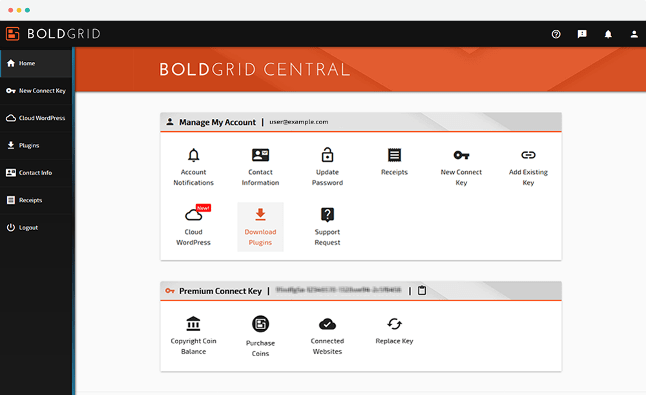 BOLDGRID
Home
New Connect Key
Cloud WordPress
Plugins
Contact Info
Receipts
Logout
BOLDGRID CENTRAL
Manage My Account | user@example.com
Account
Notifications
Contact
Information
Update
Password
Receipts
New Connect
Key
Add Existing
Key
New!
Cloud
WordPress
Download
Plugins
Support
Request
Premium Connect Key | |
Copyright Coin
Balance
Purchase
Coins
Connected
Websites
Replace Key